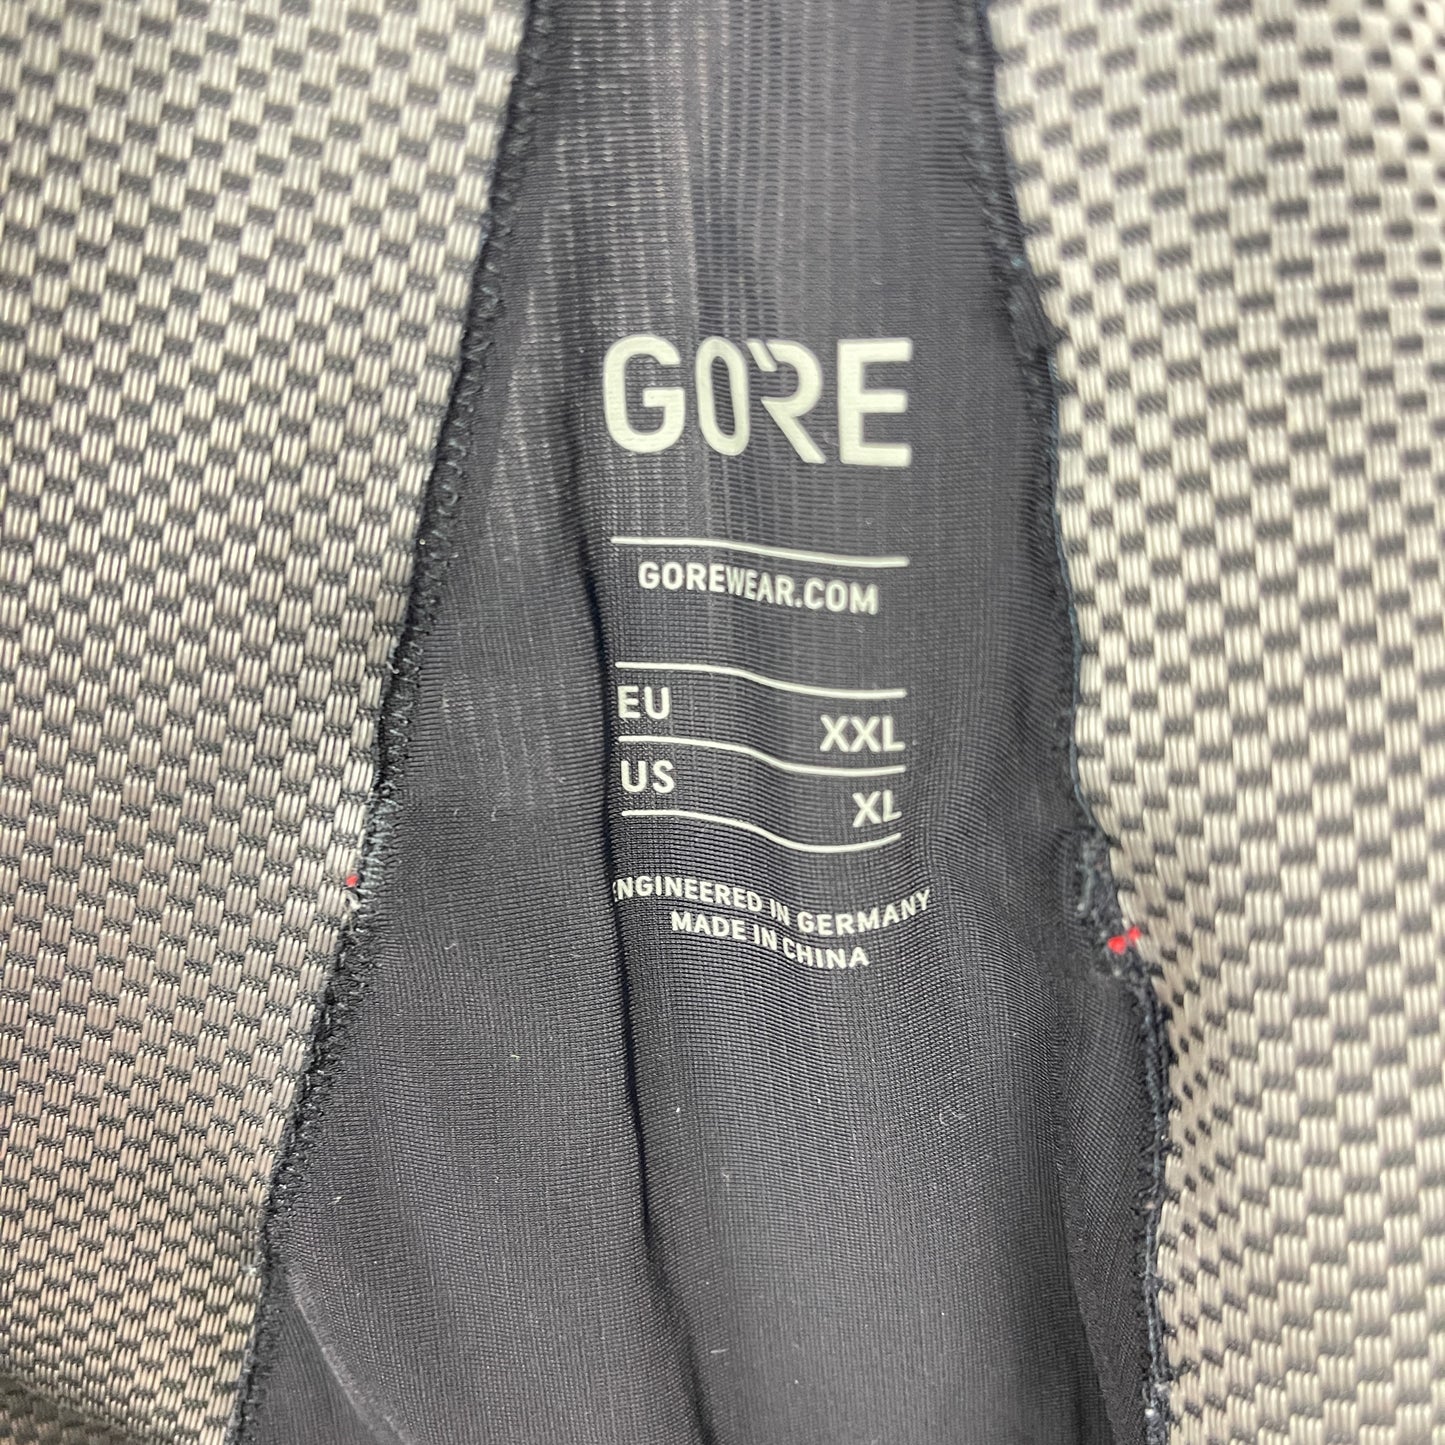 GORE
GOREWEAR.COM
EU XXL
US XL
ENGINEERED IN GERMANY
MADE IN CHINA